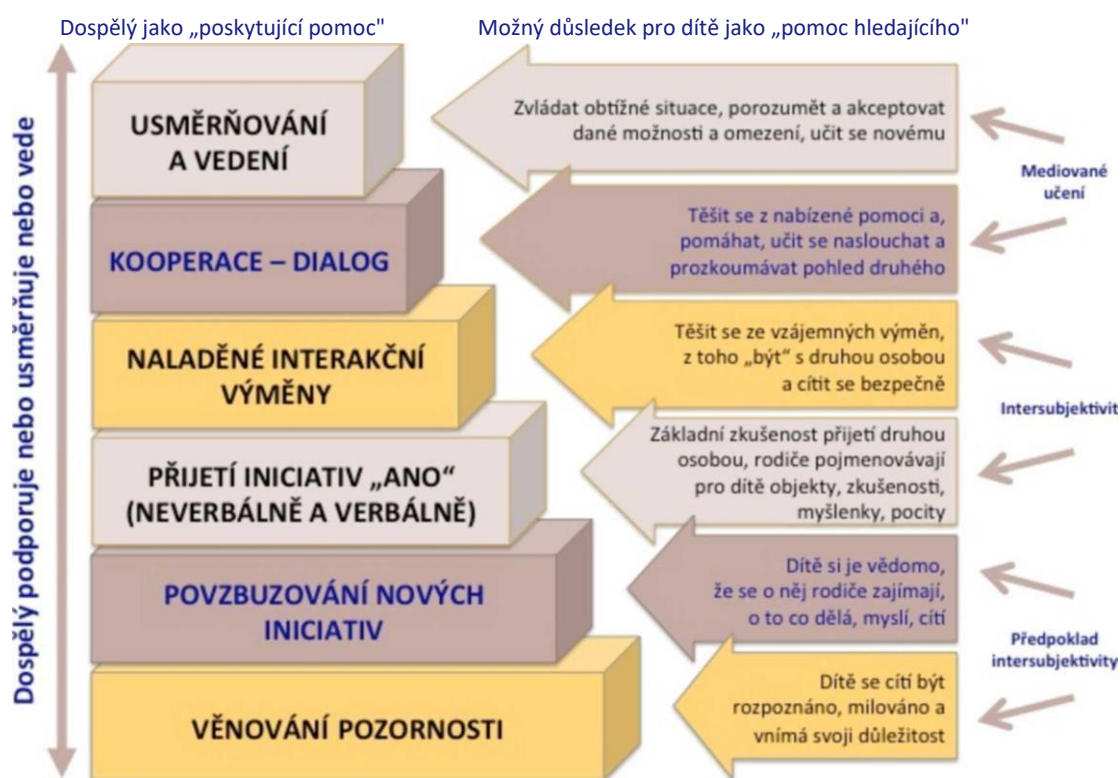 Dospělý jako „poskytující pomoc"
Možný důsledek pro dítě jako „pomoc hledajícího"
Dospělý podporuje nebo usměrňuje nebo vede
USMĚRŇOVÁNÍ
A VEDENÍ
Zvládat obtížné situace, porozumět a akceptovat
dané možnosti a omezení, učit se novému
Mediované
učení
KOOPERACE – DIALOG
Těšit se z nabízené pomoci a,
pomáhat, učit se naslouchat a
prozkoumávat pohled druhého
NALADĚNÉ INTERAKČNÍ
VÝMĚNY
Těšit se ze vzájemných výměn,
z toho „být“ s druhou osobou
a cítit se bezpečně
Intersubjektivit
PŘIJETÍ INICIATIV „ANO“
(NEVERBÁLNĚ A VERBÁLNĚ)
Základní zkušenost přijetí druhou
osobou, rodiče pojmenovávají
pro dítě objekty, zkušenosti,
myšlenky, pocity
POVZBUZOVÁNÍ NOVÝCH
INICIATIV
Dítě si je vědomo,
že se o něj rodiče zajímají,
o to co dělá, myslí, cítí
Předpoklad
intersubjektivity
VĚNOVÁNÍ POZORNOSTI
Dítě se cítí být
rozpoznáno, milováno a
vnímá svoji důležitost